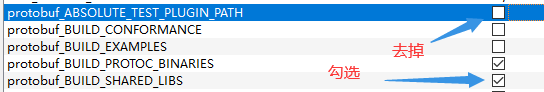 protobuf_ABSOLUTE_TEST_PLUGIN_PATH
protobuf_BUILD_CONFORMANCE
去掉
protobuf_BUILD_EXAMPLES
protobuf_BUILD_PROTOC_BINARIES
勾选
protobuf_BUILD_SHARED_LIBS